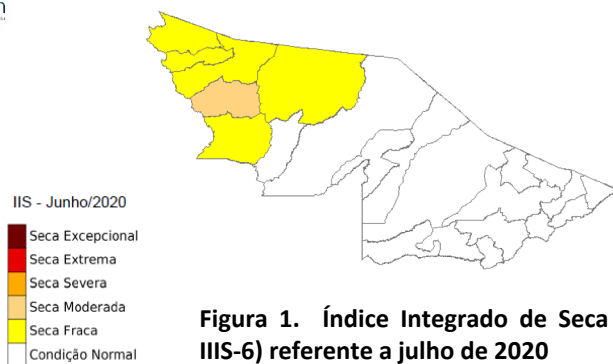 IIS - Junho/2020
Seca Excepcional
Seca Extrema
Seca Severa
Seca Moderada
Seca Fraca
Condição Normal
Figura 1. Índice Integrado de Seca
IIIS-6) referente a julho de 2020